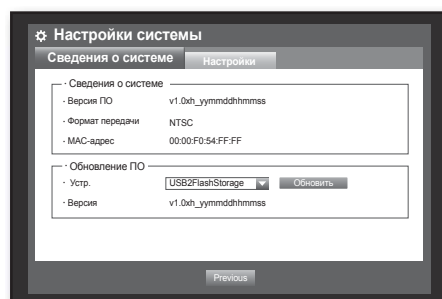 Настройки системы
Сведения о системе
Настройки
· Сведения о системе
· Версия ПО v1.0xh_yymmddhhmmss
· Формат передачи NTSC
· MAC-адрес 00:00:F0:54:FF:FF
· Обновление ПО
· Устр. USB2FlashStorage Обновить
· Версия v1.0xh_yymmddhhmmss
Previous